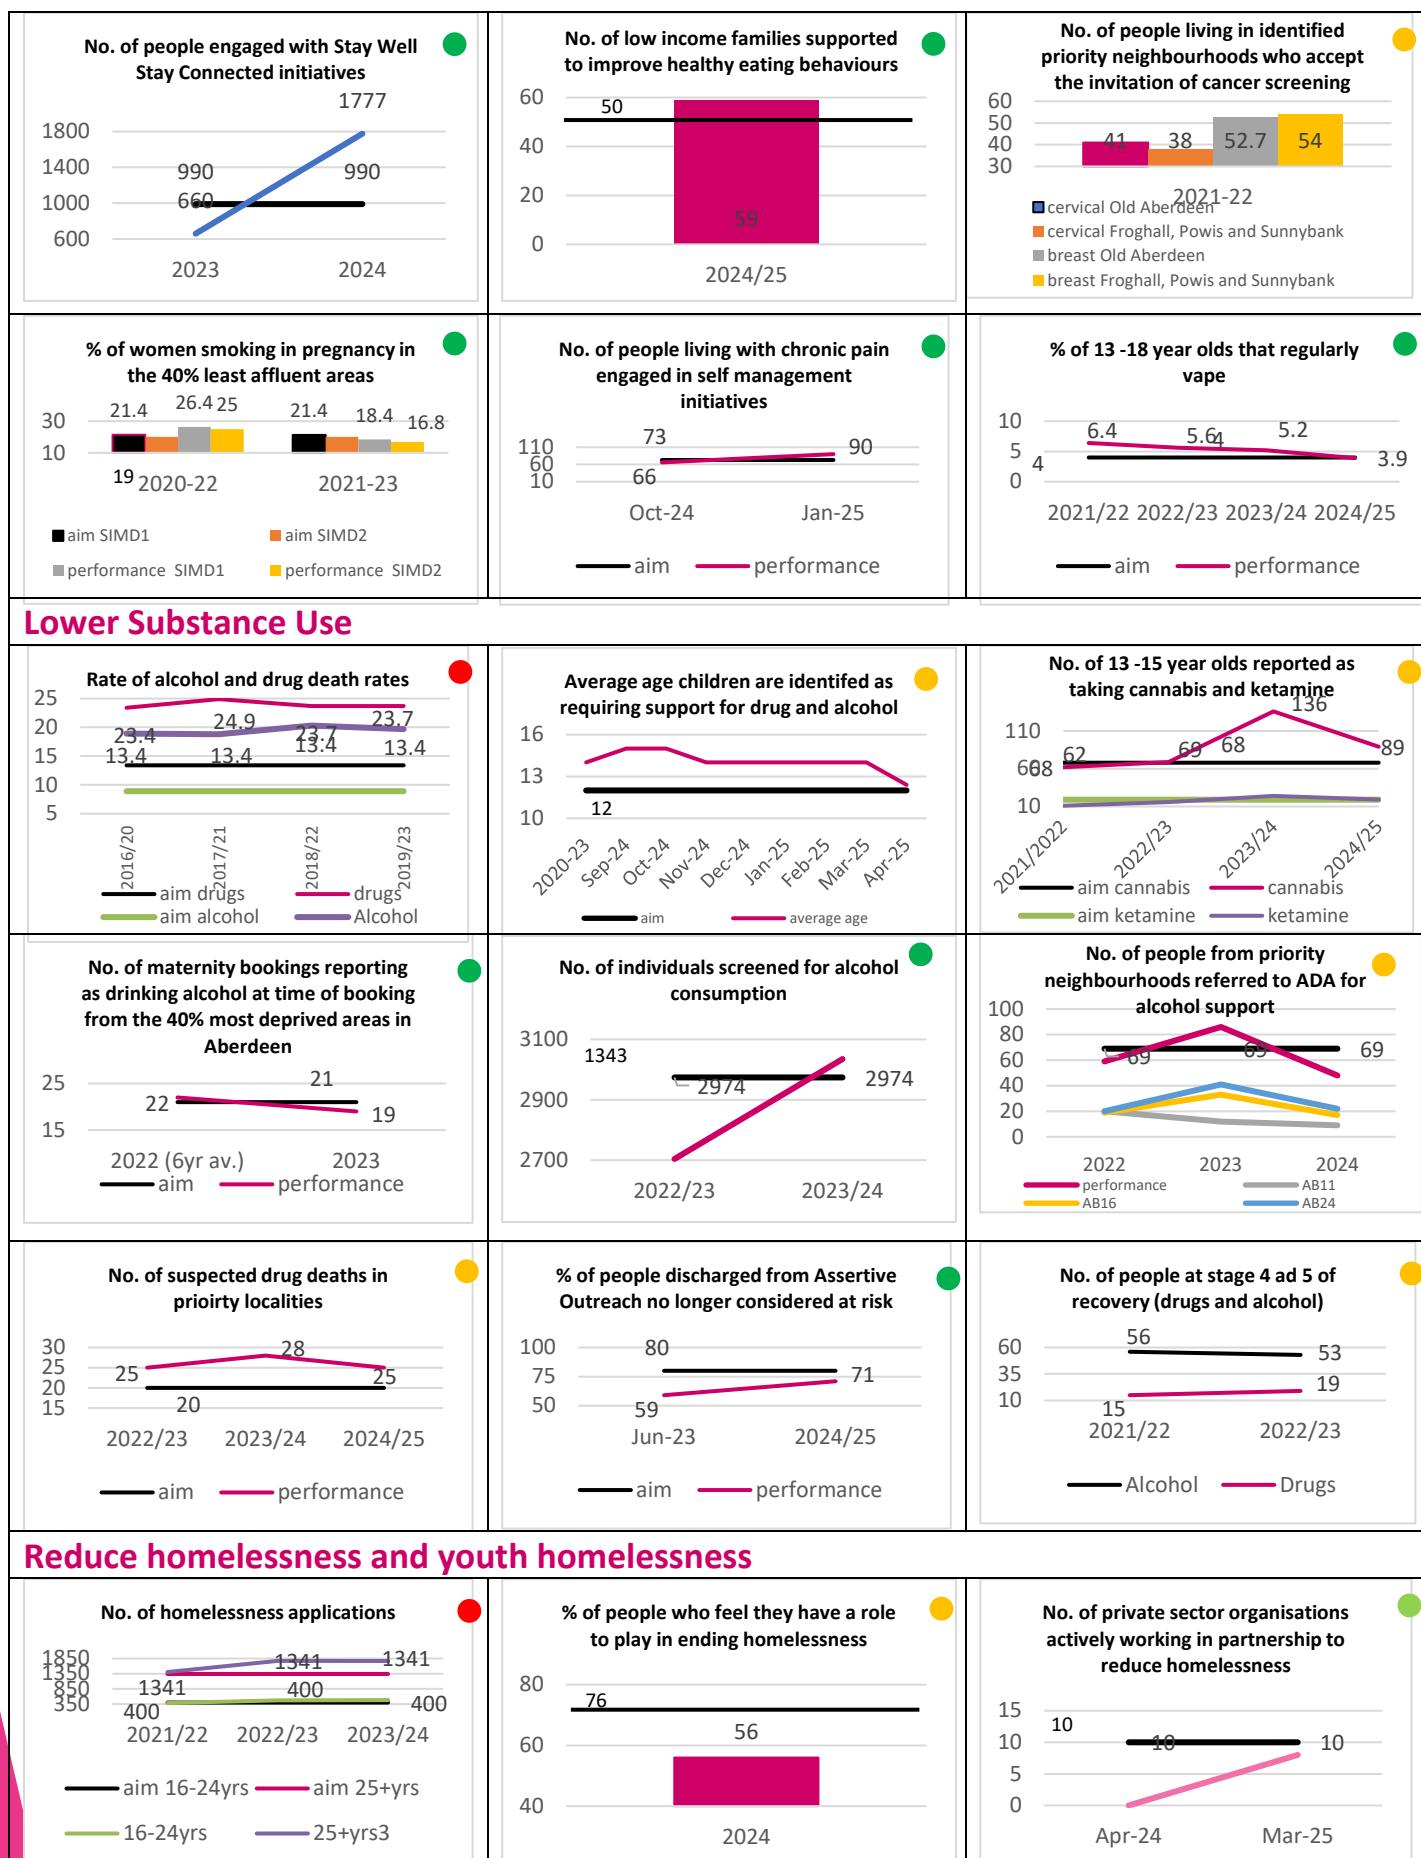 No. of people engaged with Stay Well
Stay Connected initiatives
1777
1800
1400
1000
600
990
660
990
2023
2024
No. of low income families supported
to improve healthy eating behaviours
60
40
20
0
50
59
2024/25
No. of people living in identified
priority neighbourhoods who accept
the invitation of cancer screening
60
50
40
30
41
38
52.7
54
2021-22
cervical Old Aberdeen
cervical Froghall, Powis and Sunnybank
breast Old Aberdeen
breast Froghall, Powis and Sunnybank
% of women smoking in pregnancy in
the 40% least affluent areas
30
10
21.4
26.4
25
21.4
18.4
16.8
19
2020-22
2021-23
aim SIMD1
aim SIMD2
performance SIMD1
performance SIMD2
No. of people living with chronic pain
engaged in self management
initiatives
110
60
10
73
90
66
Oct-24
Jan-25
aim
performance
% of 13 -18 year olds that regularly
vape
10
5
0
6.4
5.6
4
5.2
4
3.9
2021/22 2022/23 2023/24 2024/25
aim
performance
Lower Substance Use
Rate of alcohol and drug death rates
25
20
15
10
5
23.4
24.9
23.7
23.7
13.4
13.4
13.4
13.4
2016/20
2017/21
2018/22
2019/23
aim drugs
drugs
aim alcohol
Alcohol
Average age children are identifed as
requiring support for drug and alcohol
16
13
10
12
2020-23
Sep-24
Oct-24
Nov-24
Dec-24
Jan-25
Feb-25
Mar-25
Apr-25
aim
average age
No. of 13 -15 year olds reported as
taking cannabis and ketamine
136
110
60
10
68
62
69
68
89
2021/2022
2022/23
2023/24
2024/25
aim cannabis
cannabis
aim ketamine
ketamine
No. of maternity bookings reporting
as drinking alcohol at time of booking
from the 40% most deprived areas in
Aberdeen
25
15
21
22
19
2022 (6yr av.)
2023
aim
performance
No. of individuals screened for alcohol
consumption
3100
2900
2700
1343
2974
2974
2022/23
2023/24
No. of people from priority
neighbourhoods referred to ADA for
alcohol support
100
80
60
40
20
0
69
69
69
2022
2023
2024
performance
AB11
AB16
AB24
No. of suspected drug deaths in
prioirty localities
30
25
20
15
25
28
25
20
2022/23
2023/24
2024/25
aim
performance
% of people discharged from Assertive
Outreach no longer considered at risk
100
75
50
80
71
59
Jun-23
2024/25
aim
performance
No. of people at stage 4 ad 5 of
recovery (drugs and alcohol)
60
35
10
56
53
15
19
2021/22
2022/23
Alcohol
Drugs
Reduce homelessness and youth homelessness
No. of homelessness applications
1850
1350
850
350
1341
1341
1341
400
400
400
2021/22
2022/23
2023/24
aim 16-24yrs
aim 25+yrs
16-24yrs
25+yrs3
% of people who feel they have a role
to play in ending homelessness
80
60
40
76
56
2024
No. of private sector organisations
actively working in partnership to
reduce homelessness
15
10
5
0
10
10
10
Apr-24
Mar-25